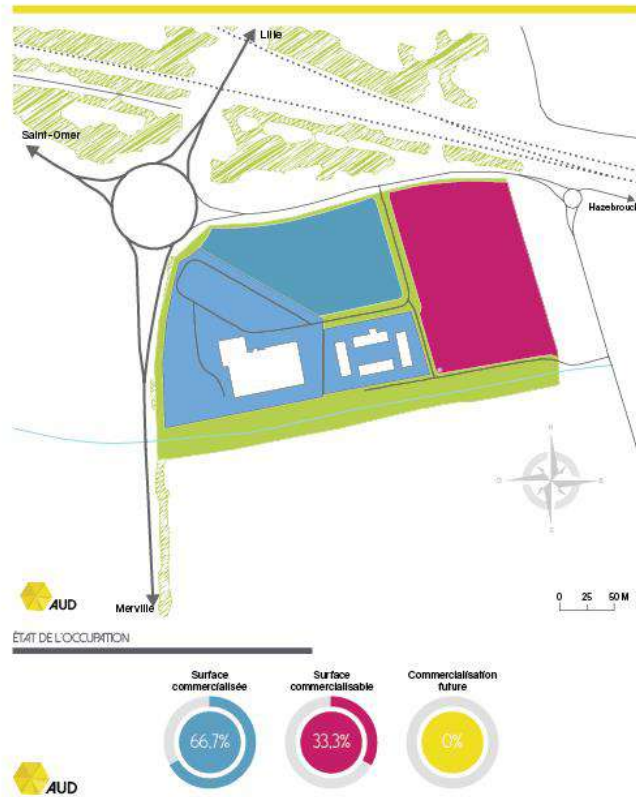 Lille
Saint-Omer
Hazebrouck
N
O
E
S
AUD
Merville
0 25 50 M
ÉTAT DE L'OCCUPATION
Surface
commercialisée
66,7%
Surface
commercialisable
33,3%
Commercialisation
future
0%
AUD